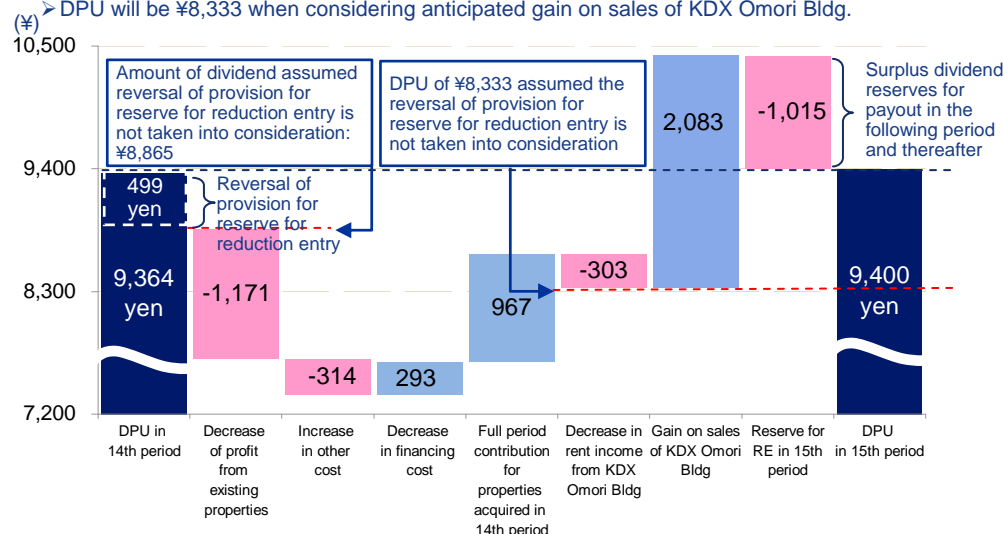 ➢ DPU will be ¥8,333 when considering anticipated gain on sales of KDX Omori Bldg.
(¥)
10,500
9,400
8,300
7,200
Amount of dividend assumed
reversal of provision for
reserve for reduction entry is
not taken into consideration:
¥8,865
DPU of ¥8,333 assumed the
reversal of provision for
reserve for reduction entry is
not taken into consideration
Surplus dividend
reserves for
payout in the
following period
and thereafter
499
yen
Reversal of
provision for
reserve for
reduction entry
9,364
yen
-1,171
-314
293
967
-303
2,083
-1,015
9,400
yen
DPU in
14th period
Decrease
of profit
from
existing
properties
Increase
in other
cost
Decrease
in financing
cost
Full period
contribution
for
properties
acquired in
14th period
Decrease in
rent income
from KDX
Omori Bldg
Gain on sales
of KDX Omori
Bldg
Reserve for
RE in 15th
period
DPU
in 15th period